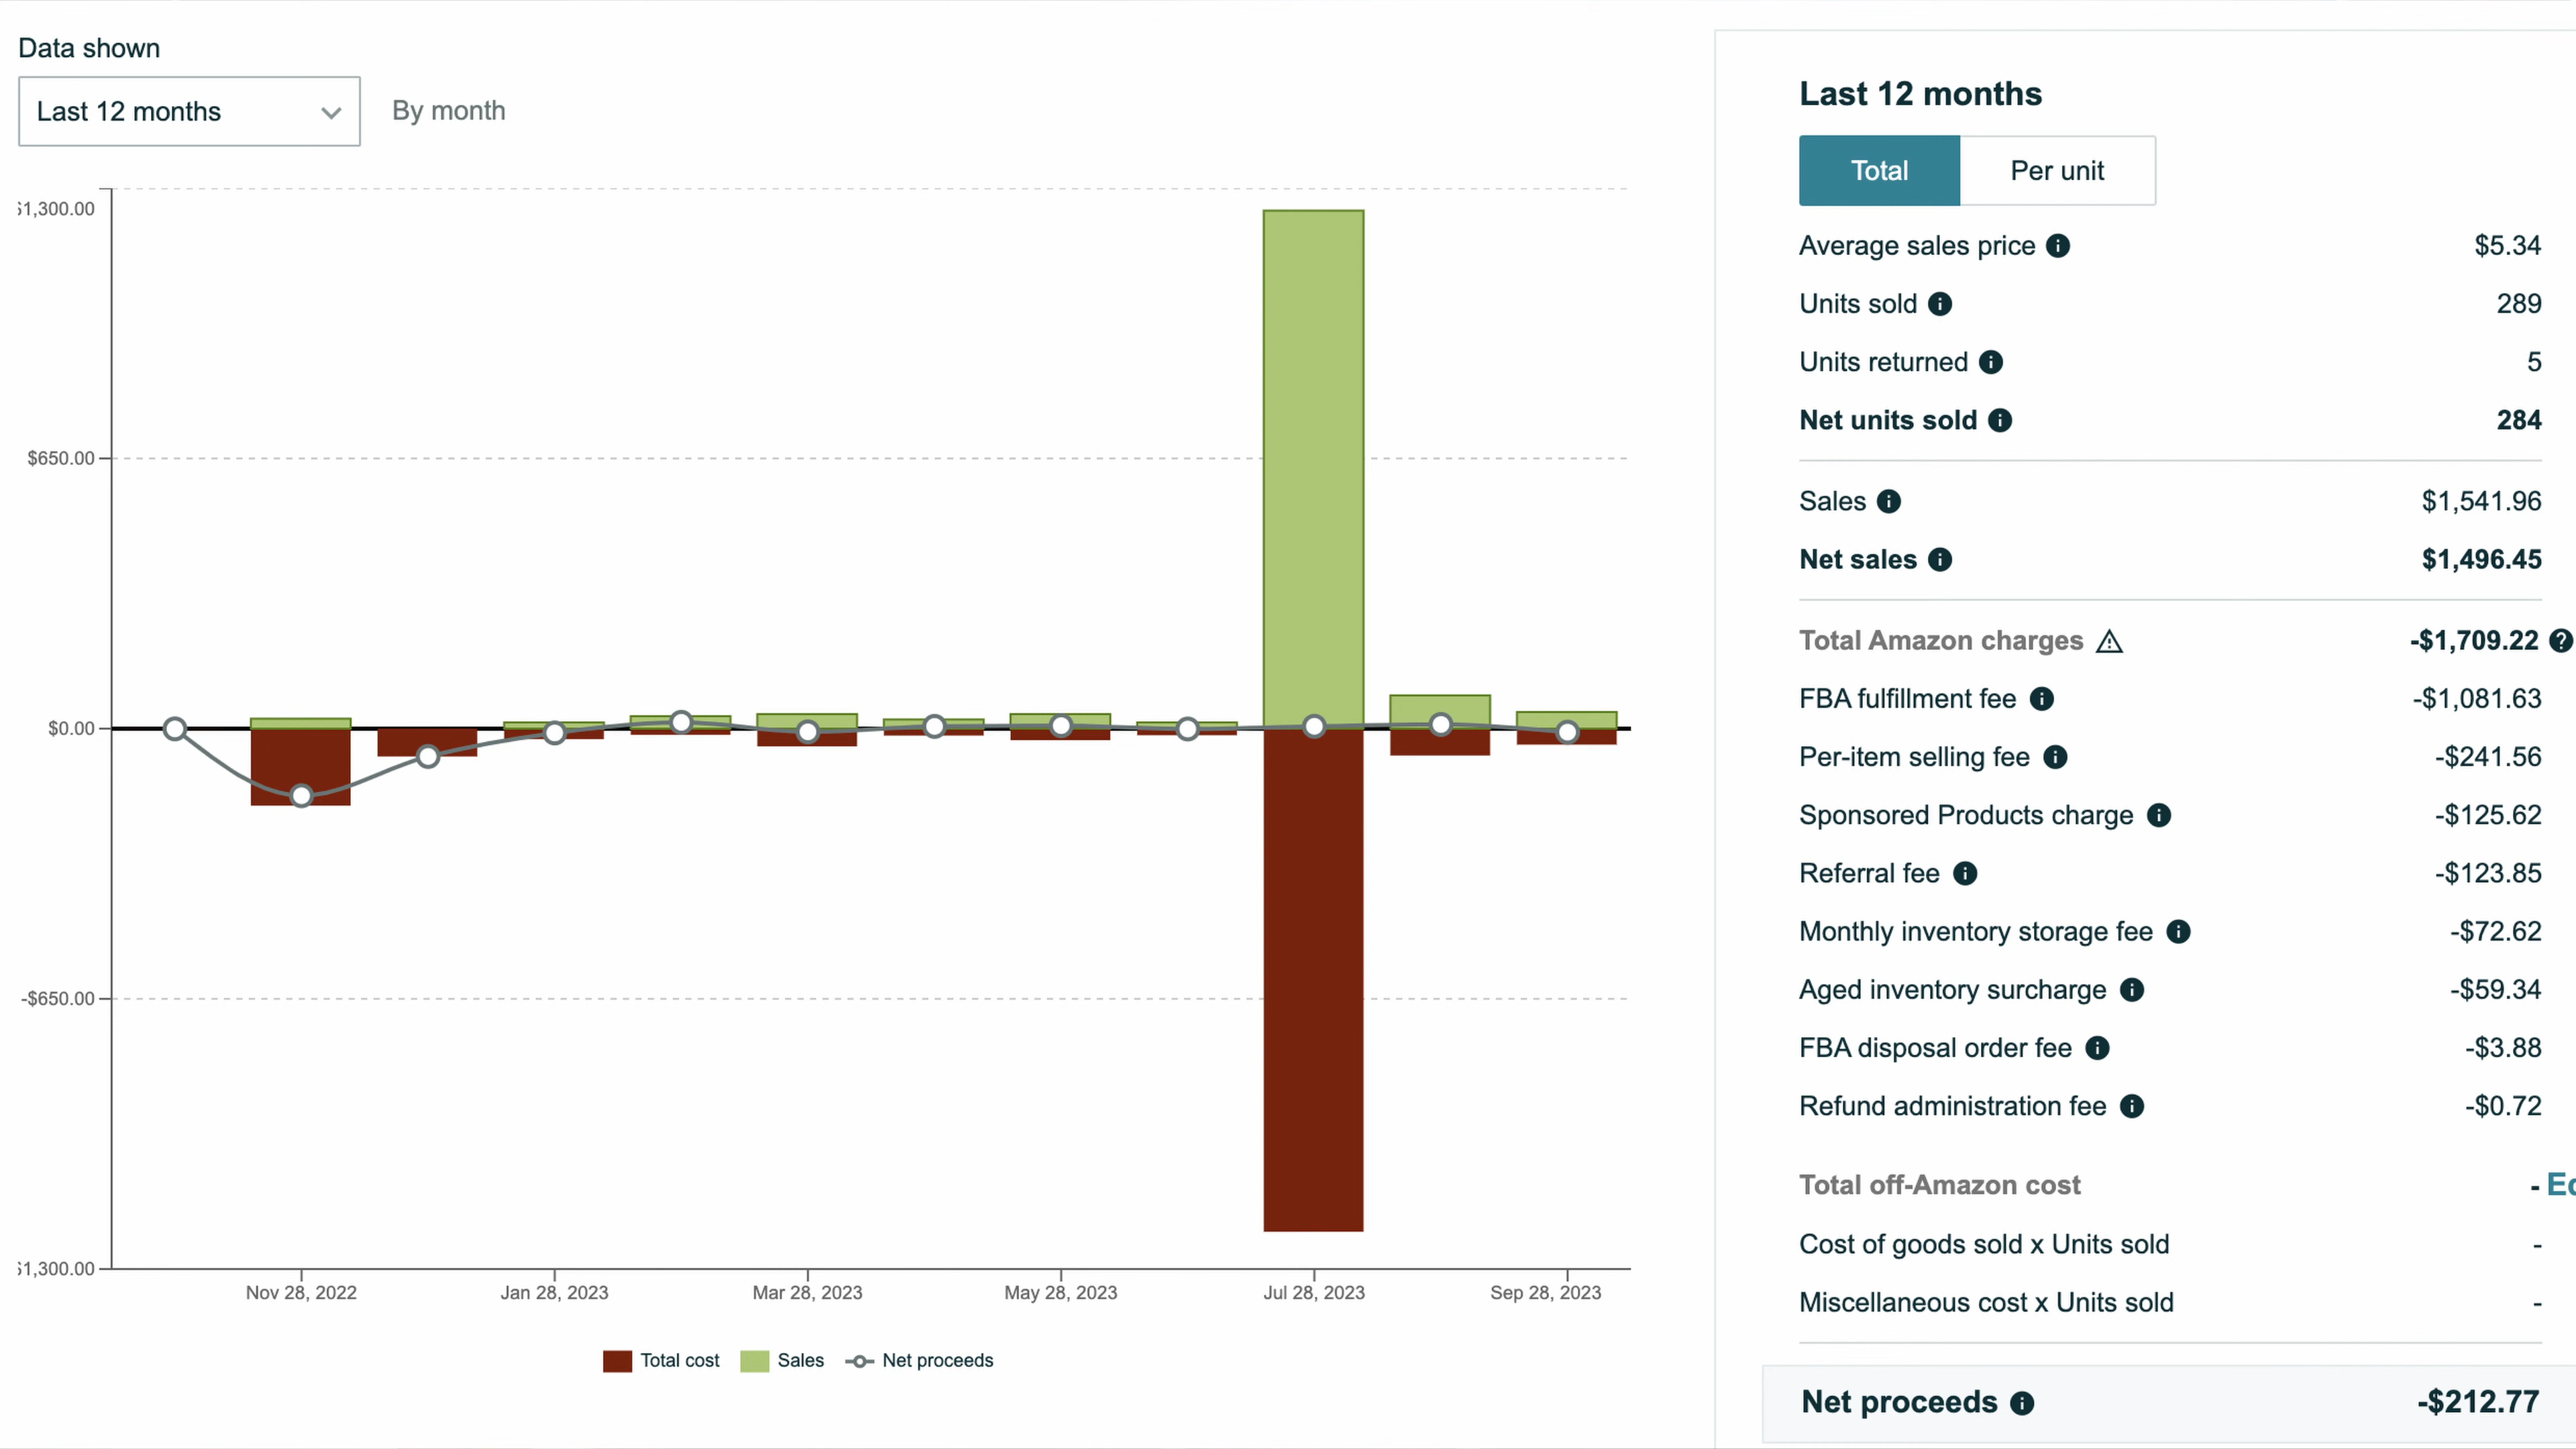 Data shown
Last 12 months
By month
$1,300.00
$650.00
$0.00
-$650.00
$1,300.00
Nov 28, 2022
Jan 28, 2023
Mar 28, 2023
May 28, 2023
Jul 28, 2023
Sep 28, 2023
Total cost
Sales
Net proceeds
Last 12 months
Total
Per unit
Average sales price $5.34
Units sold 289
Units returned 5
Net units sold 284
Sales $1,541.96
Net sales $1,496.45
Total Amazon charges -$1,709.22
FBA fulfillment fee -$1,081.63
Per-item selling fee -$241.56
Sponsored Products charge -$125.62
Referral fee -$123.85
Monthly inventory storage fee -$72.62
Aged inventory surcharge -$59.34
FBA disposal order fee -$3.88
Refund administration fee -$0.72
Total off-Amazon cost -
Cost of goods sold x Units sold -
Miscellaneous cost x Units sold -
Net proceeds -$212.77